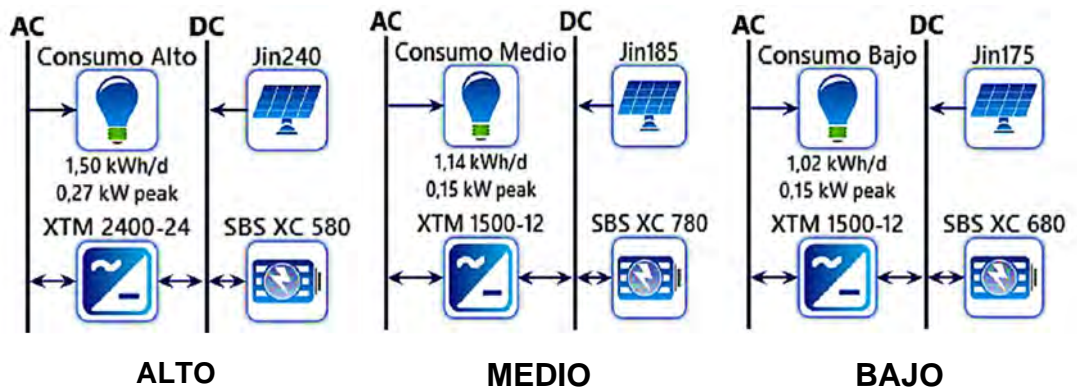 AC
DC
Consumo Alto
Jin240
1,50 kWh/d
0,27 kW peak
XTM 2400-24
SBS XC 580
ALTO
AC
DC
Consumo Medio
Jin185
1,14 kWh/d
0,15 kW peak
XTM 1500-12
SBS XC 780
MEDIO
AC
DC
Consumo Bajo
Jin175
1,02 kWh/d
0,15 kW peak
XTM 1500-12
SBS XC 680
BAJO